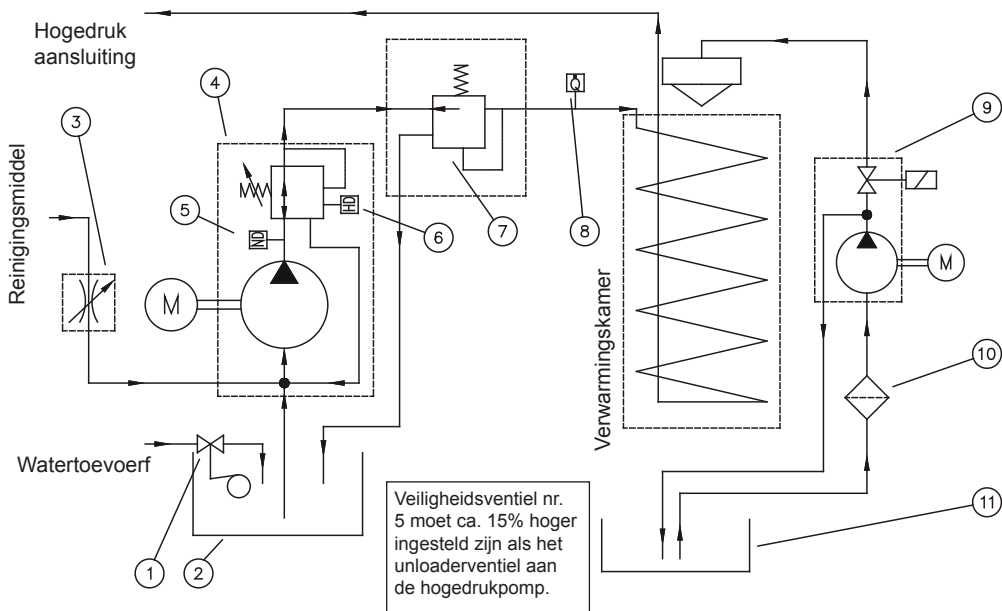 Hogedruk
aansluiting
4
3
Reinigingsmiddel
5
ND
HD
6
M
7
Q
8
9
M
10
Verwarmingskamer
Watertoevoerf
1
2
Veiligheidsventiel nr.
5 moet ca. 15% hoger
ingesteld zijn als het
unloaderventiel aan
de hogedrukpomp.
11